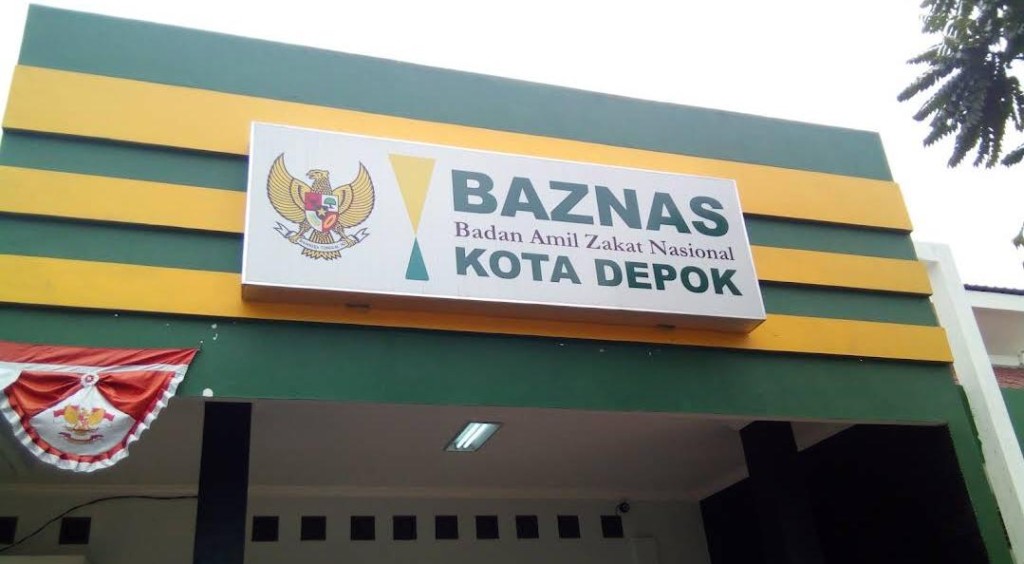 BAZNAS
Badan Amil Zakat Nasional
KOTA DEPOK